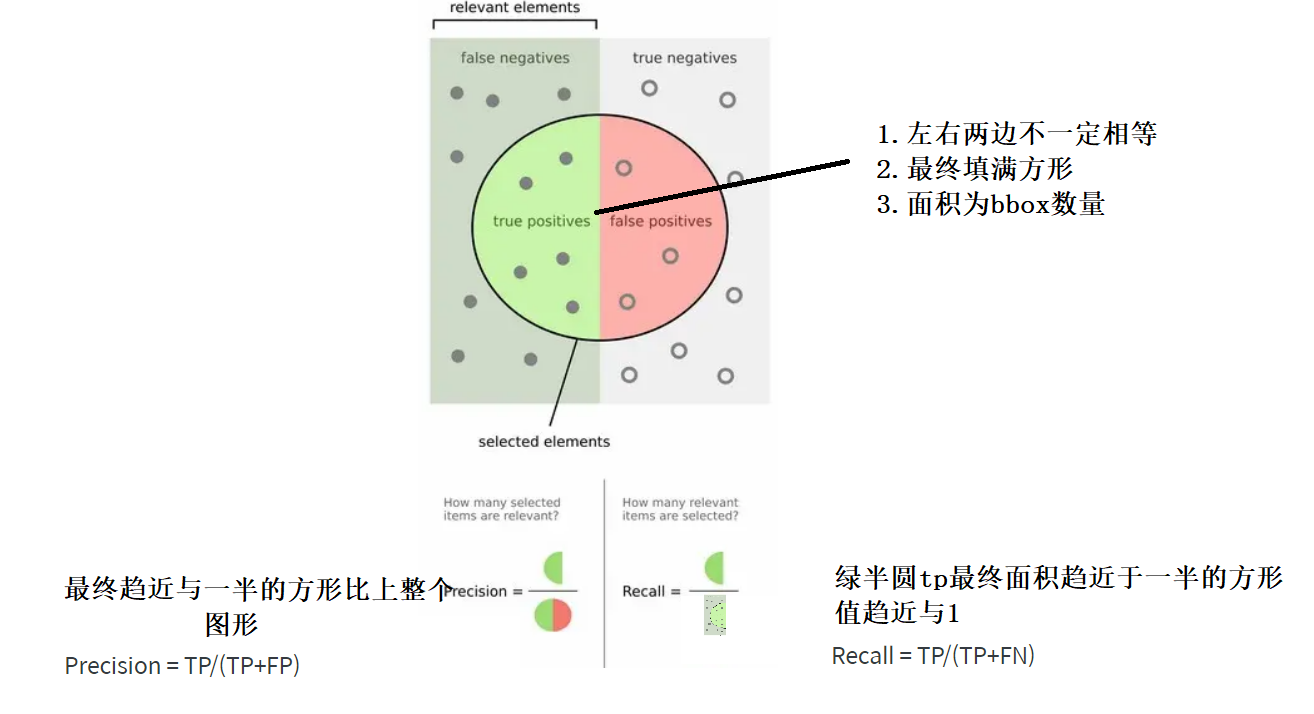 relevant elements
false negatives
true negatives
1. 左右两边不一定相等
2. 最终填满方形
3. 面积为bbox数量
true positives
false positives
selected elements
How many selected
items are relevant?
How many relevant
items are selected?
最终趋近与一半的方形比上整个
图形
Precision =
Recall =
绿半圆tp最终面积趋近于一半的方形
值趋近与1
Precision = TP/(TP+FP)
Recall = TP/(TP+FN)